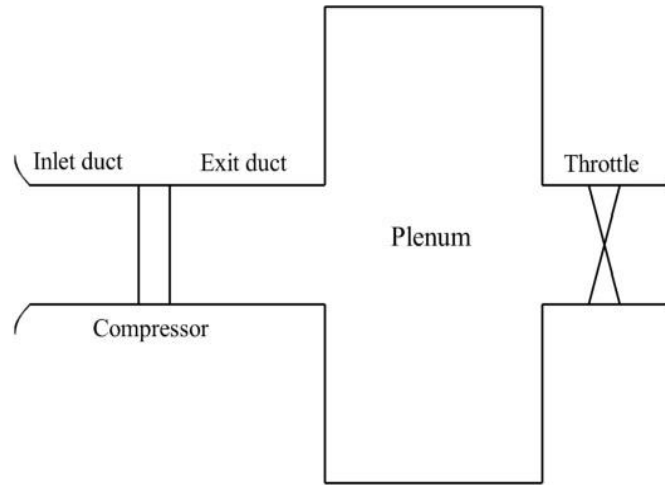 Inlet duct
Exit duct
Throttle
Plenum
Compressor